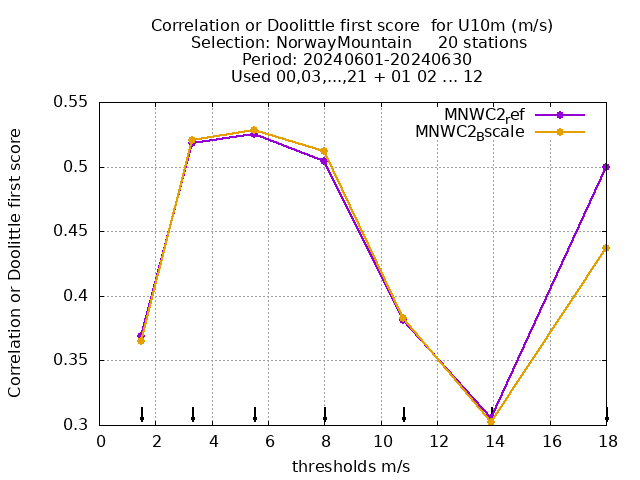 Correlation or Doolittle first score  for U10m (m/s)
Selection: NorwayMountain     20 stations
Period: 20240601-20240630
Used 00,03,...,21 + 01 02 ... 12
Correlation or Doolittle first score
0.55
0.5
0.45
0.4
0.35
0.3
MNWC2ref
MNWC2Bscale
0 2 4 6 8 10 12 14 16 18
thresholds m/s